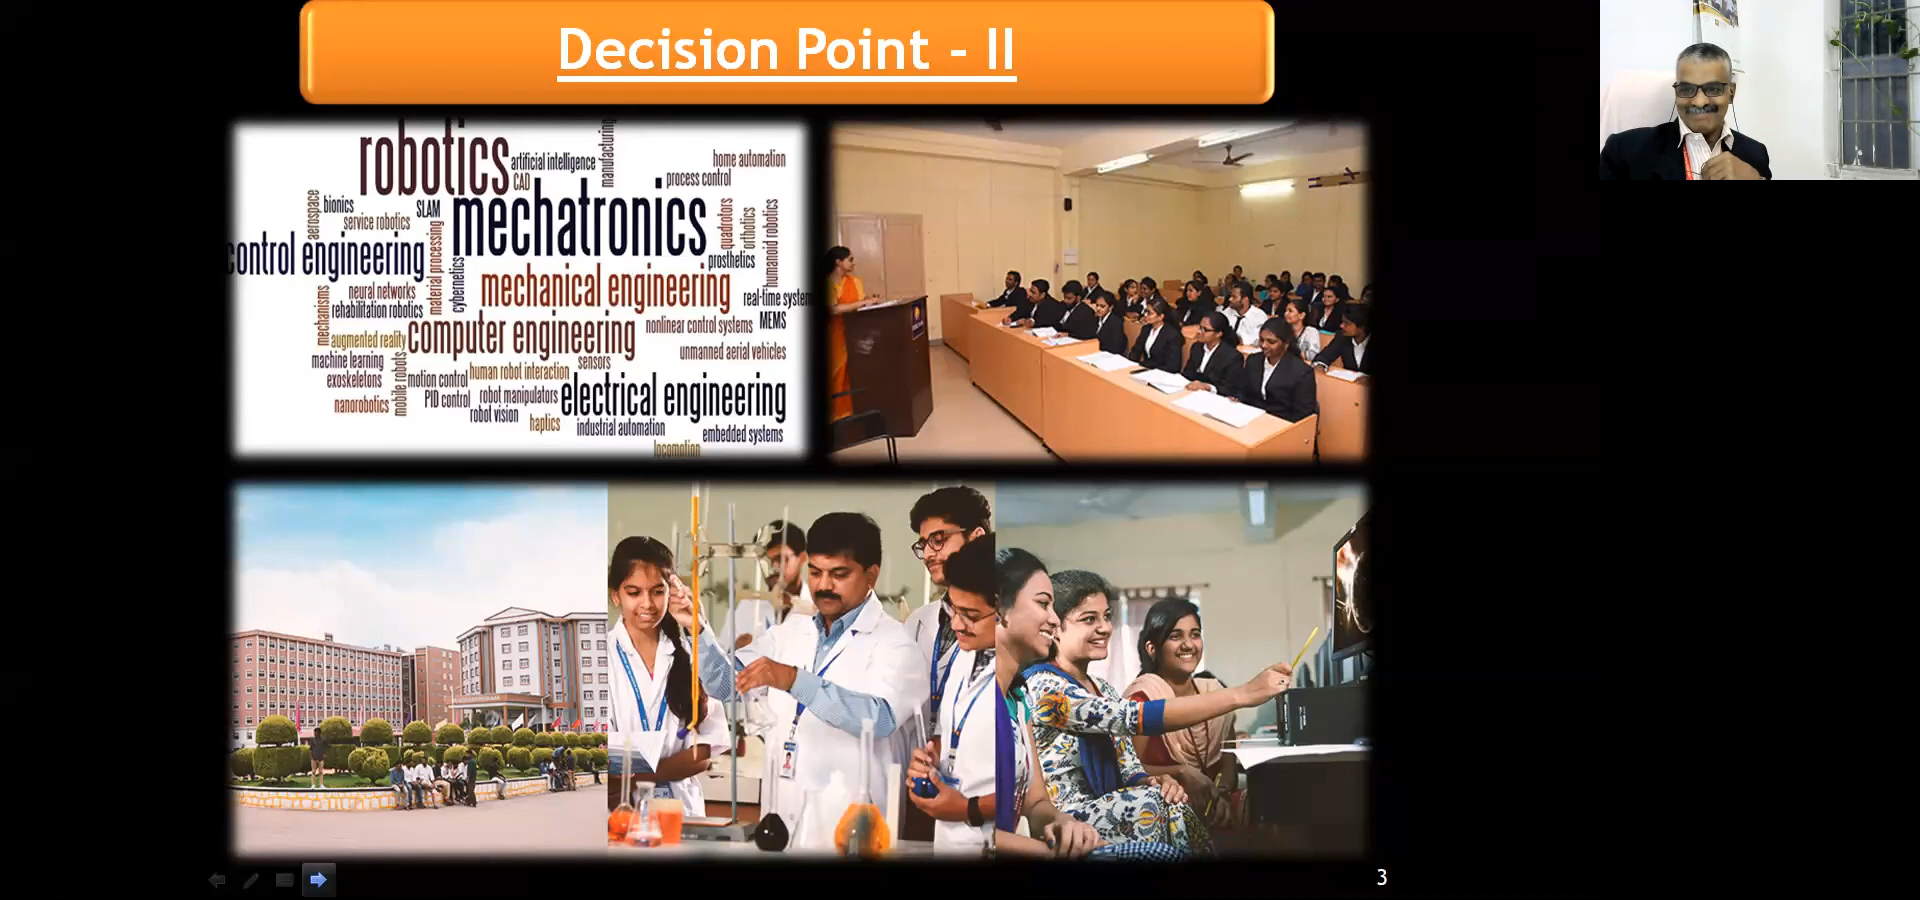 Decision Point - II
robotics
artificial intelligence
CAD
manufacturing
home automation
process control
aerospace
bionics
SLAM
service robotics
mechatronics
quadrotors
orthotics
humanoid robotics
control engineering
material processing
cybernetics
prosthetics
mechanical engineering
mechanisms
neural networks
rehabilitation robotics
real-time system
MEMS
augmented reality
computer engineering
nonlinear control systems
machine learning
unmanned aerial vehicles
exoskeletons
mobile robots
motion control
human robot interaction
sensors
nanorobotics
PID control
robot manipulators
electrical engineering
robot vision
haptics
industrial automation
embedded systems
locomotion
3